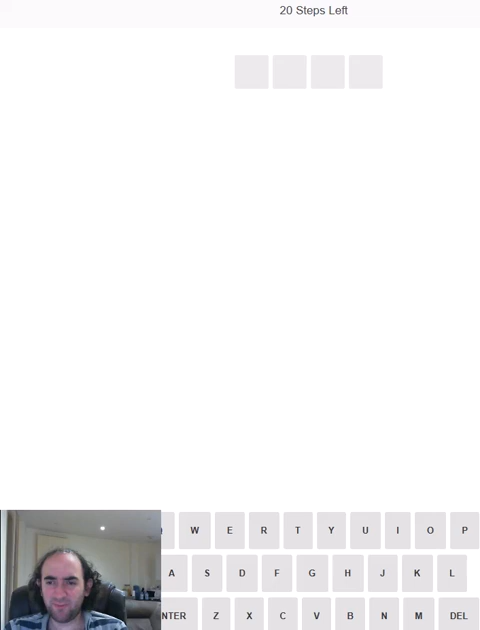 20 Steps Left
W E R T Y U I O P
A S D F G H J K L
NTER Z X C V B N M DEL